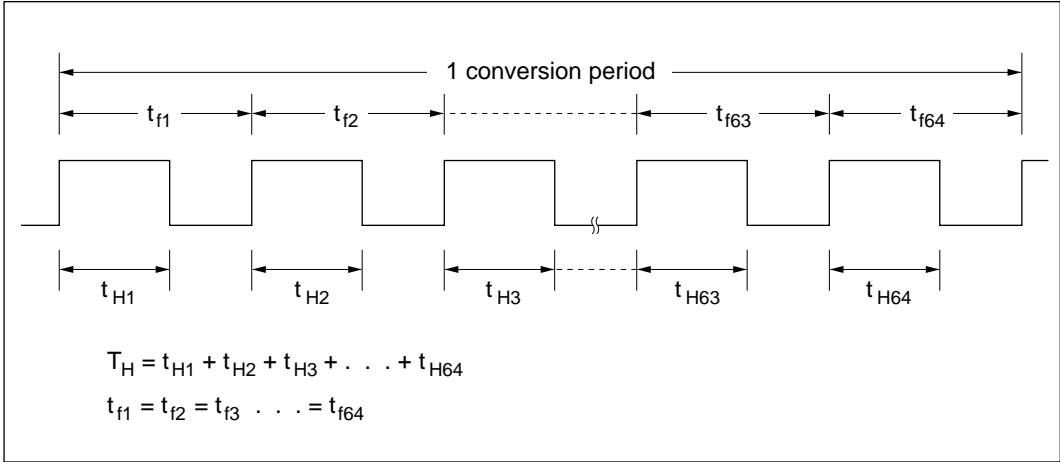 1 conversion period
tf1 tf2 tf63 tf64
tH1 tH2 tH3 tH63 tH64
TH = tH1 + tH2 + tH3 + . . . + tH64
tf1 = tf2 = tf3 . . . = tf64